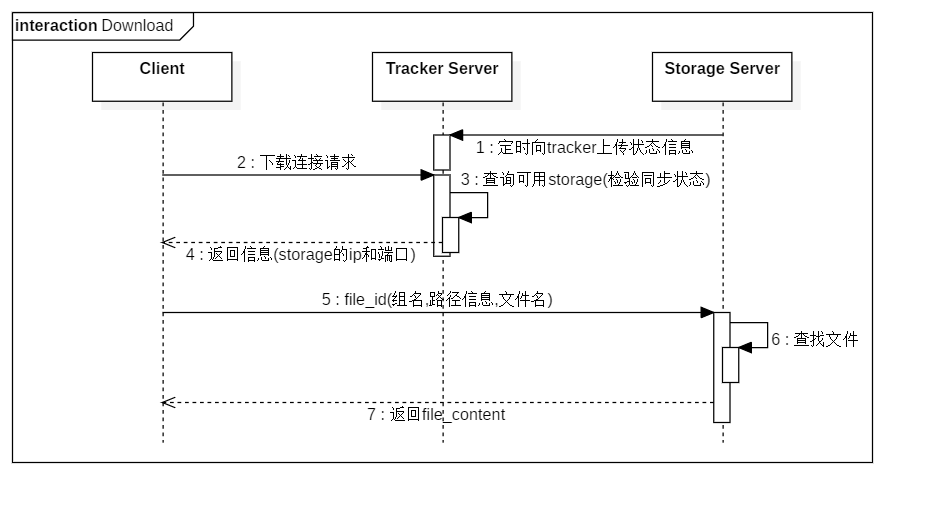 interaction Download
Client
Tracker Server
Storage Server
1 : 定时向tracker上传状态信息
2 : 下载连接请求
3 : 查询可用storage(检验同步状态)
4 : 返回信息(storage的ip和端口)
5 : file_id(组名,路径信息,文件名)
6 : 查找文件
7 : 返回file_content